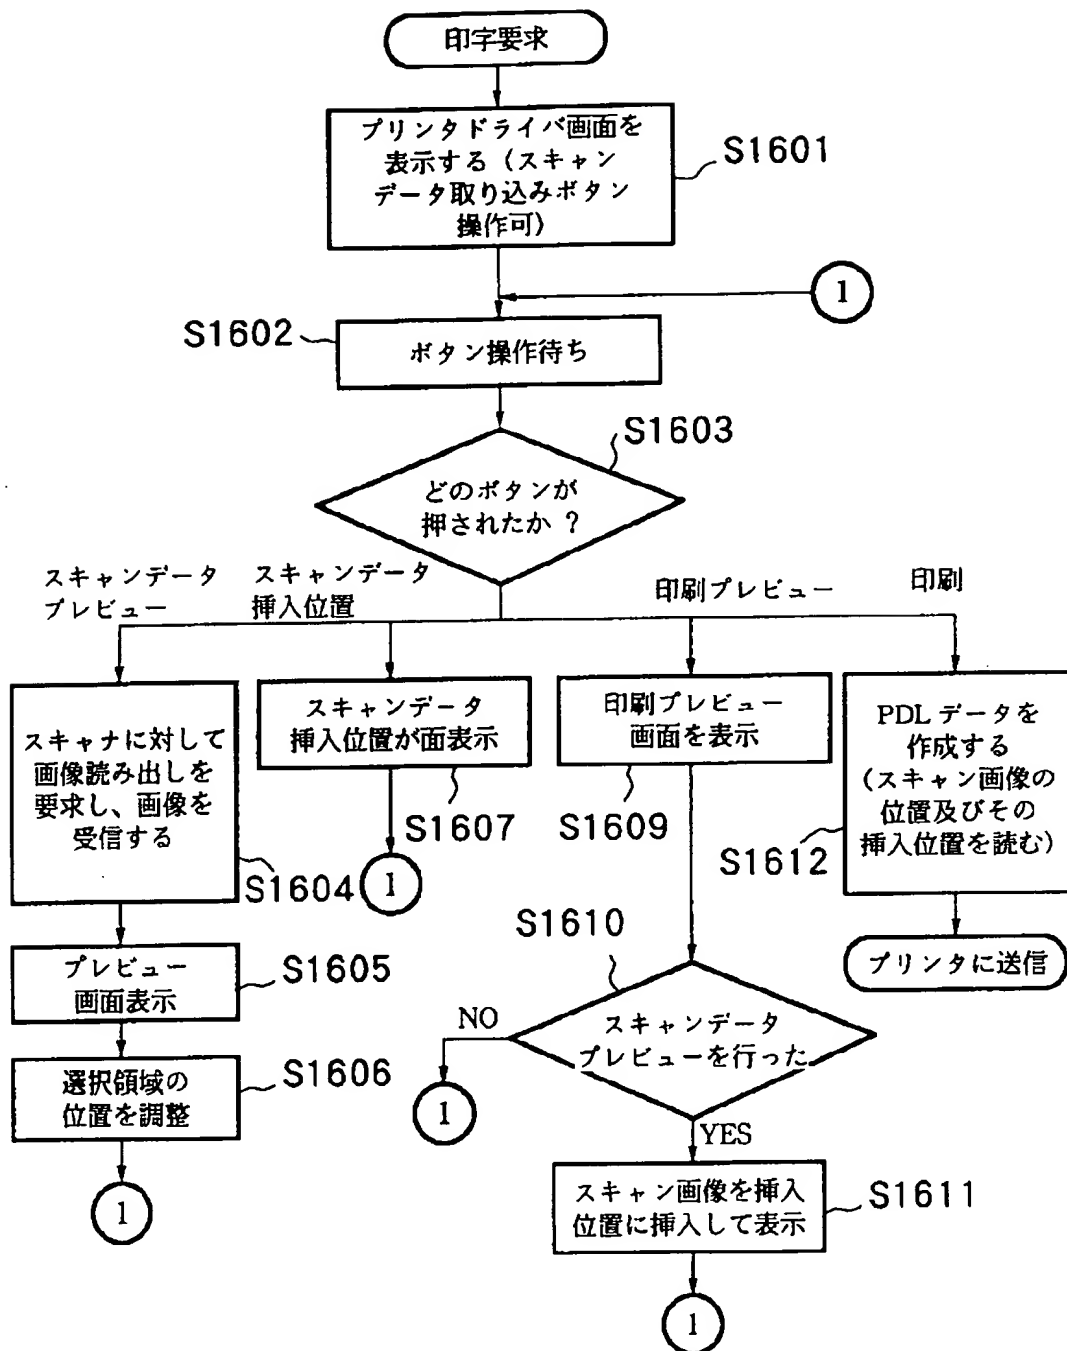 印字要求
プリンタドライバ画面を
表示する（スキャン
データ取り込みボタン
操作可）
S1601
1
S1602
ボタン操作待ち
S1603
どのボタンが
押されたか？
スキャンデータ
プレビュー
スキャンデータ
挿入位置
印刷プレビュー
印刷
スキャナに対して
画像読み出しを
要求し、画像を
受信する
S1604
スキャンデータ
挿入位置が面表示
S1607
1
印刷プレビュー
画面を表示
S1609
PDLデータを
作成する
（スキャン画像の
位置及びその
挿入位置を読む）
S1612
プリンタに送信
プレビュー
画面表示
S1605
選択領域の
位置を調整
S1606
1
S1610
スキャンデータ
プレビューを行った
NO
1
YES
スキャン画像を挿入
位置に挿入して表示
S1611
1